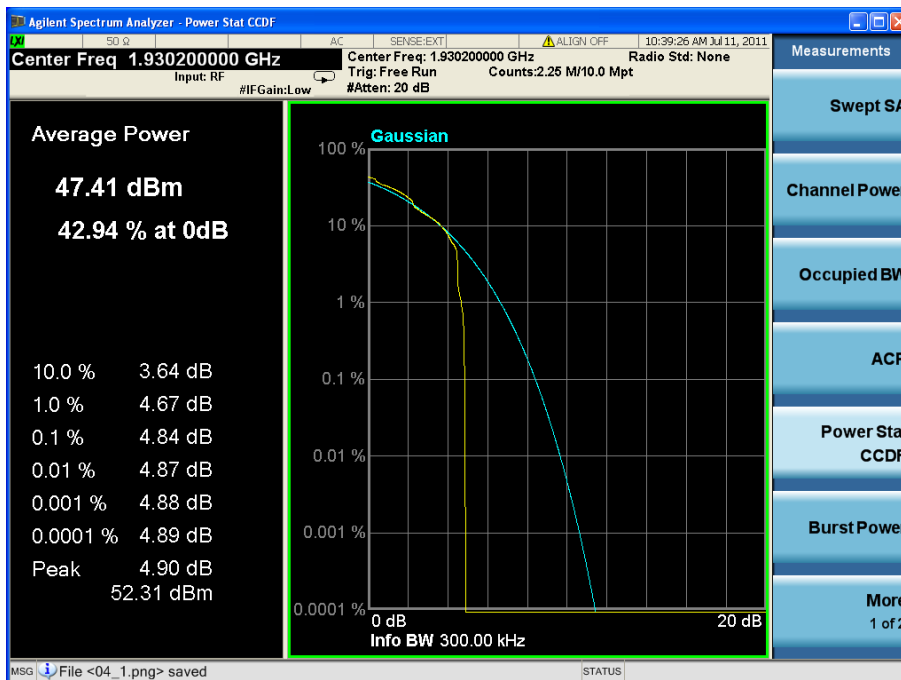 Agilent Spectrum Analyzer - Power Stat CCDF
LXI 50 Ω AC SENSE:EXT ALIGN OFF 10:39:26 AM Jul 11, 2011
Center Freq 1.930200000 GHz
Input: RF
#IFGain:Low
Center Freq: 1.930200000 GHz
Radio Std: None
Trig: Free Run
Counts:2.25 M/10.0 Mpt
#Atten: 20 dB
Measurements
Average Power
47.41 dBm
42.94 % at 0dB
10.0 % 3.64 dB
1.0 % 4.67 dB
0.1 % 4.84 dB
0.01 % 4.87 dB
0.001 % 4.88 dB
0.0001 % 4.89 dB
Peak 4.90 dB
52.31 dBm
Gaussian
100 %
10 %
1 %
0.1 %
0.01 %
0.001 %
0.0001 %
0 dB
20 dB
Info BW 300.00 kHz
Swept SA
Channel Power
Occupied BW
ACP
Power Sta
CCDF
Burst Power
More
1 of 2
MSG File <04_1.png> saved
STATUS